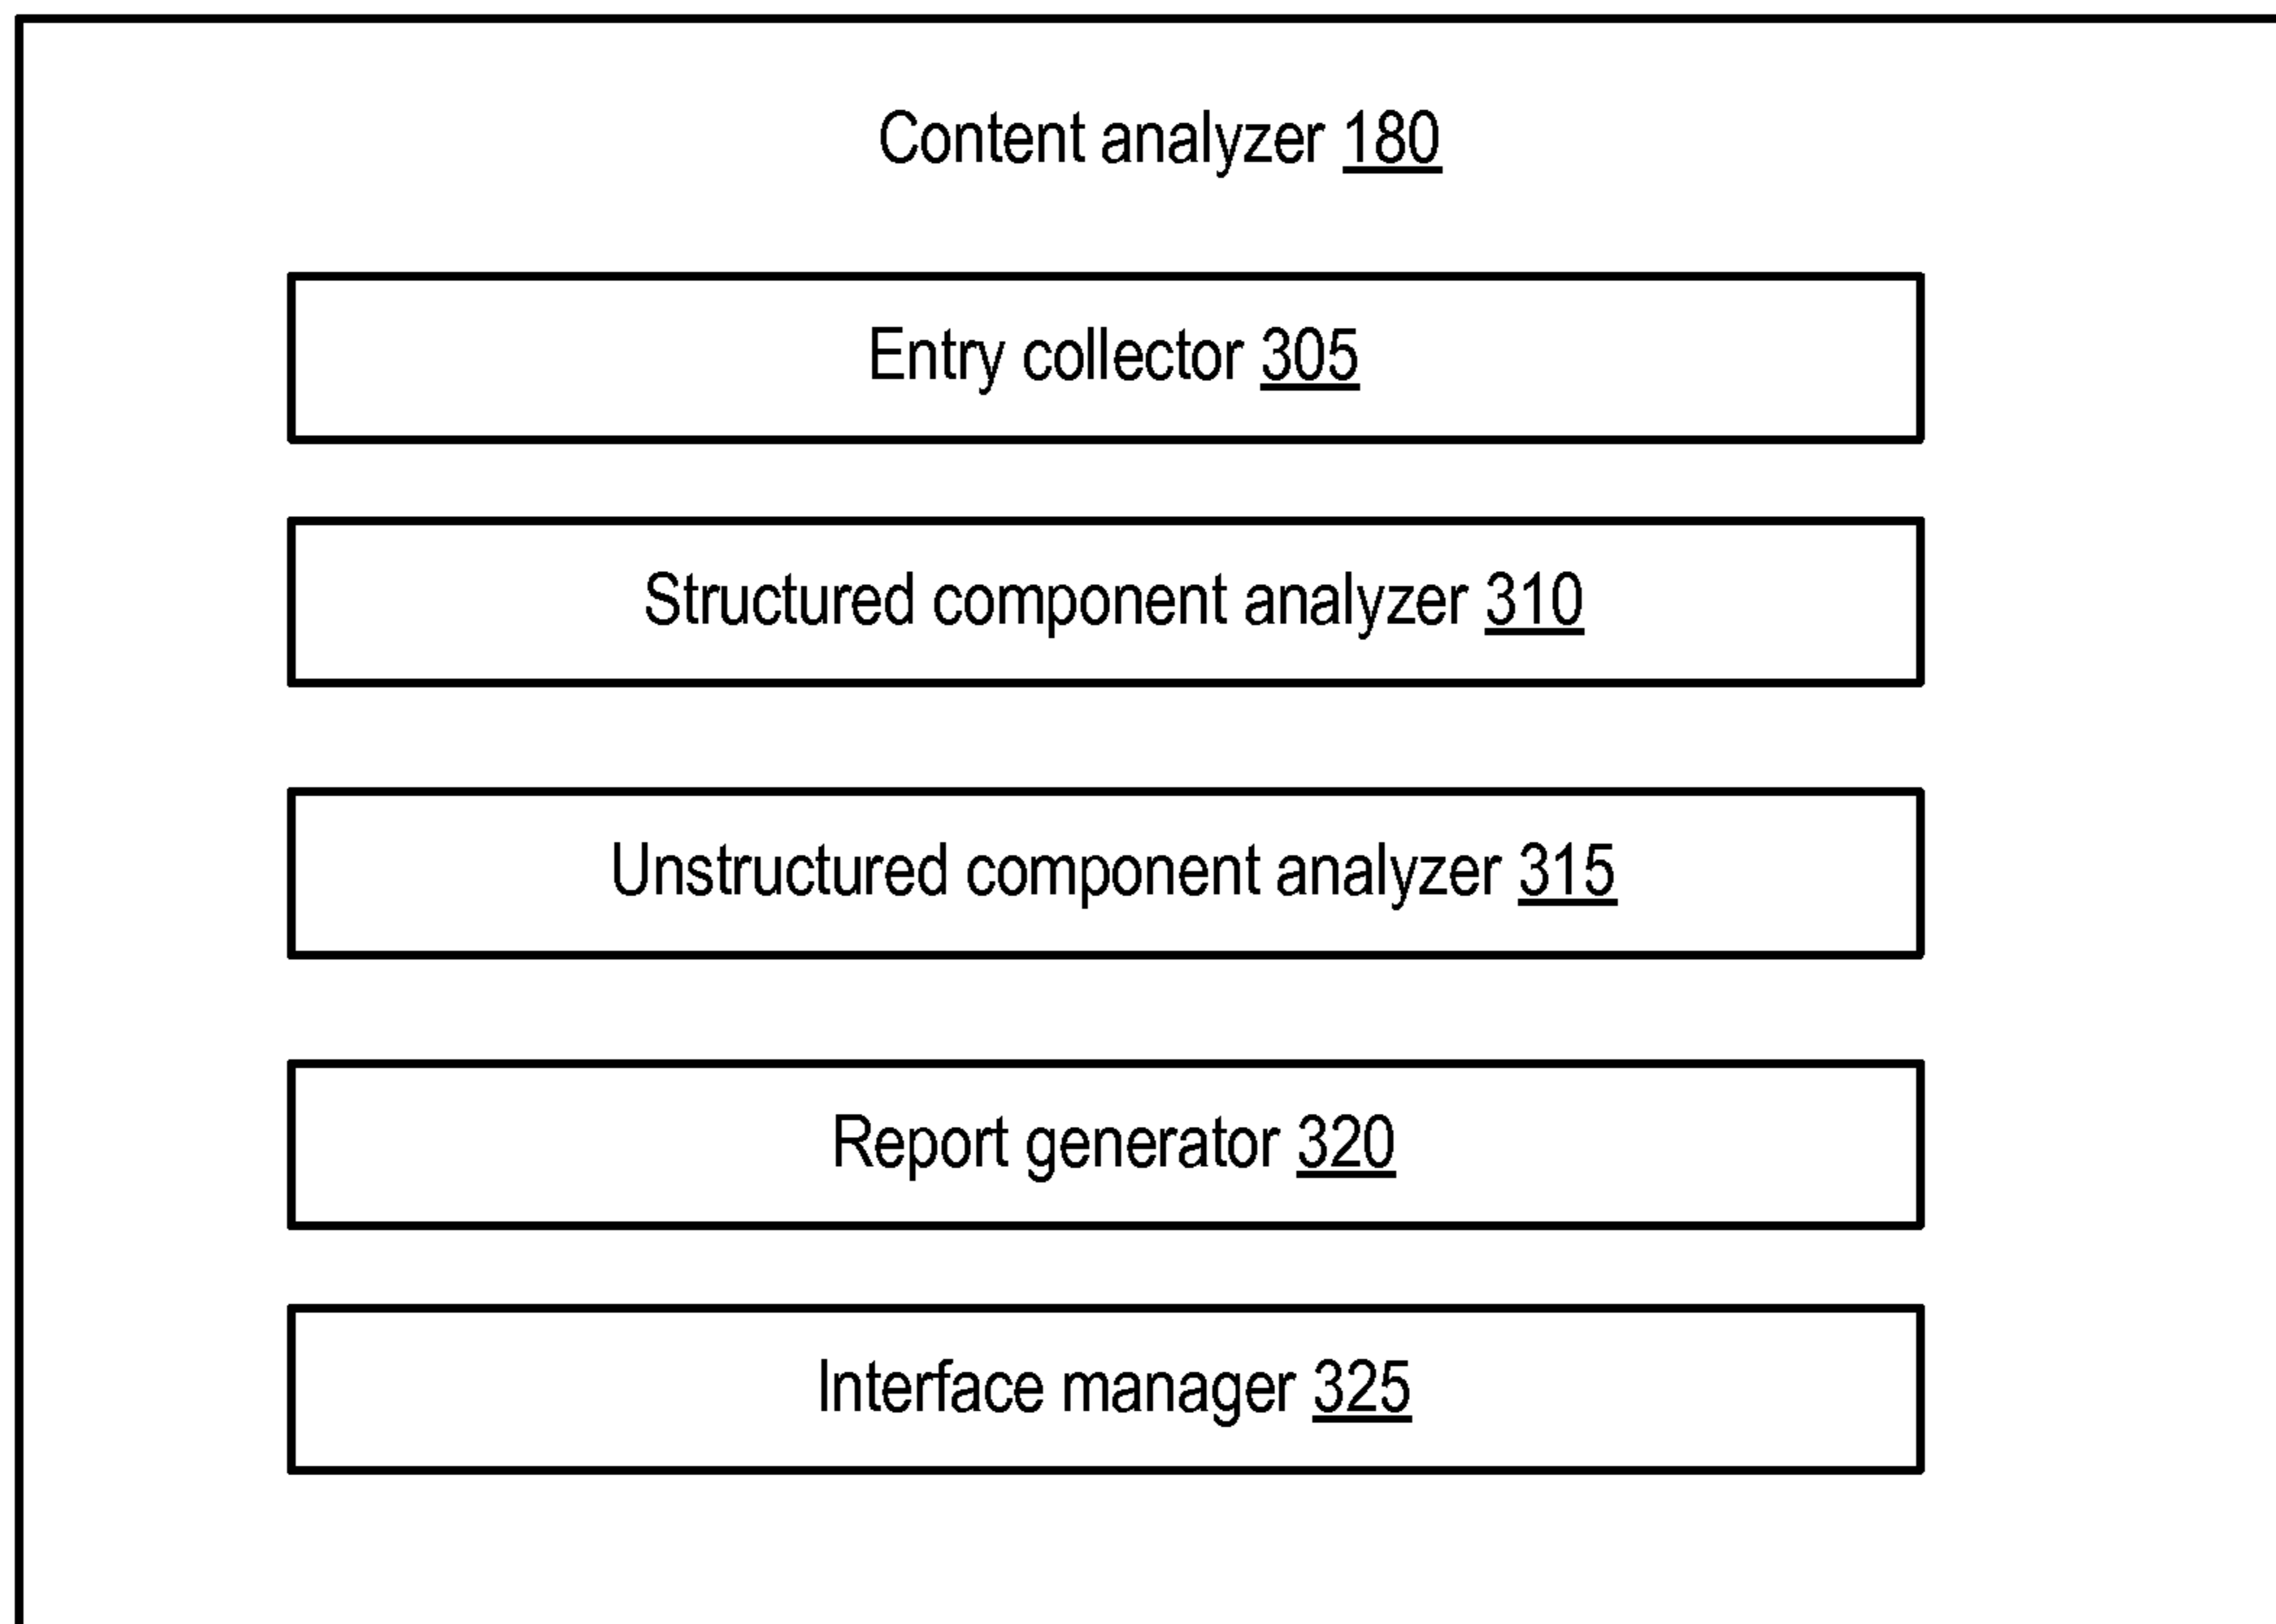 Content analyzer 180
Entry collector 305
Structured component analyzer 310
Unstructured component analyzer 315
Report generator 320
Interface manager 325